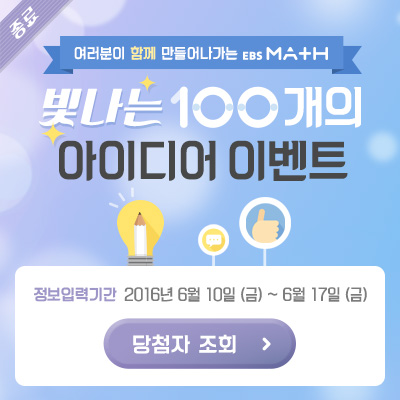 종료
여러분이 함께 만들어나가는 EBS MATH
빛나는 100개의
아이디어 이벤트
정보입력기간 2016년 6월 10일 (금) ~ 6월 17일 (금)
당첨자 조회